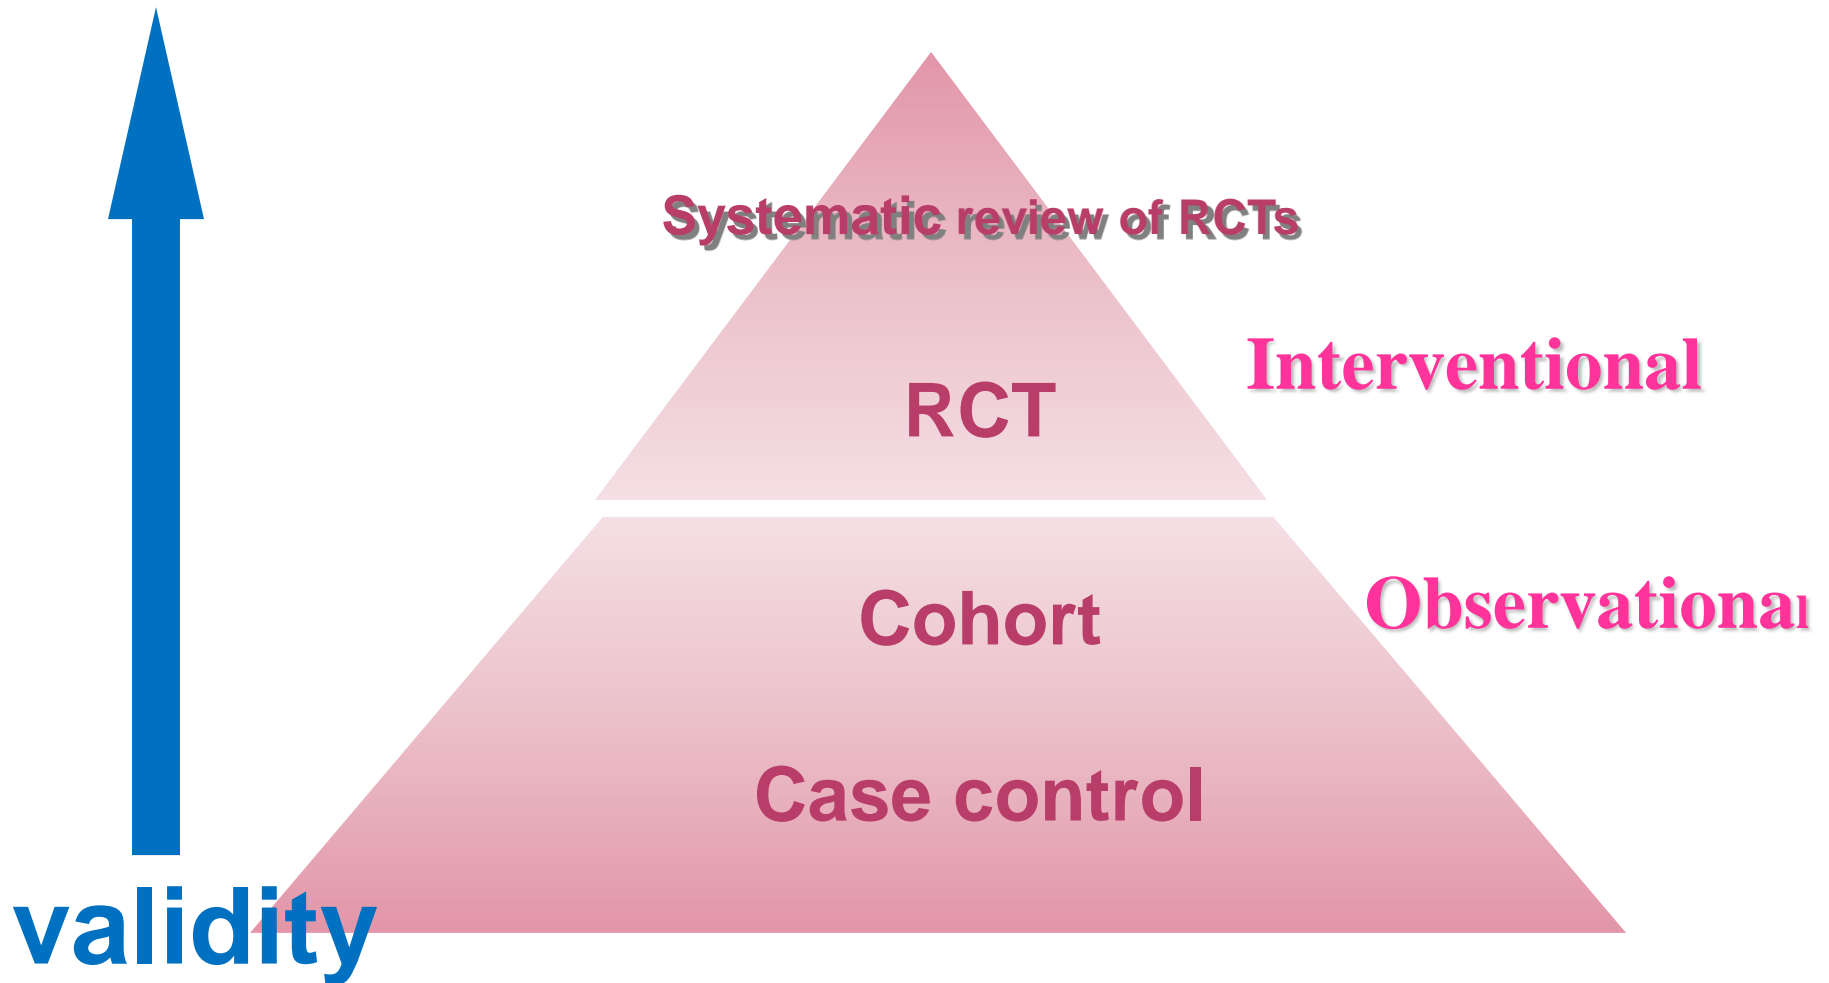 Systematic review of RCTs
Interventional
RCT
Observational
Cohort
Case control
validity